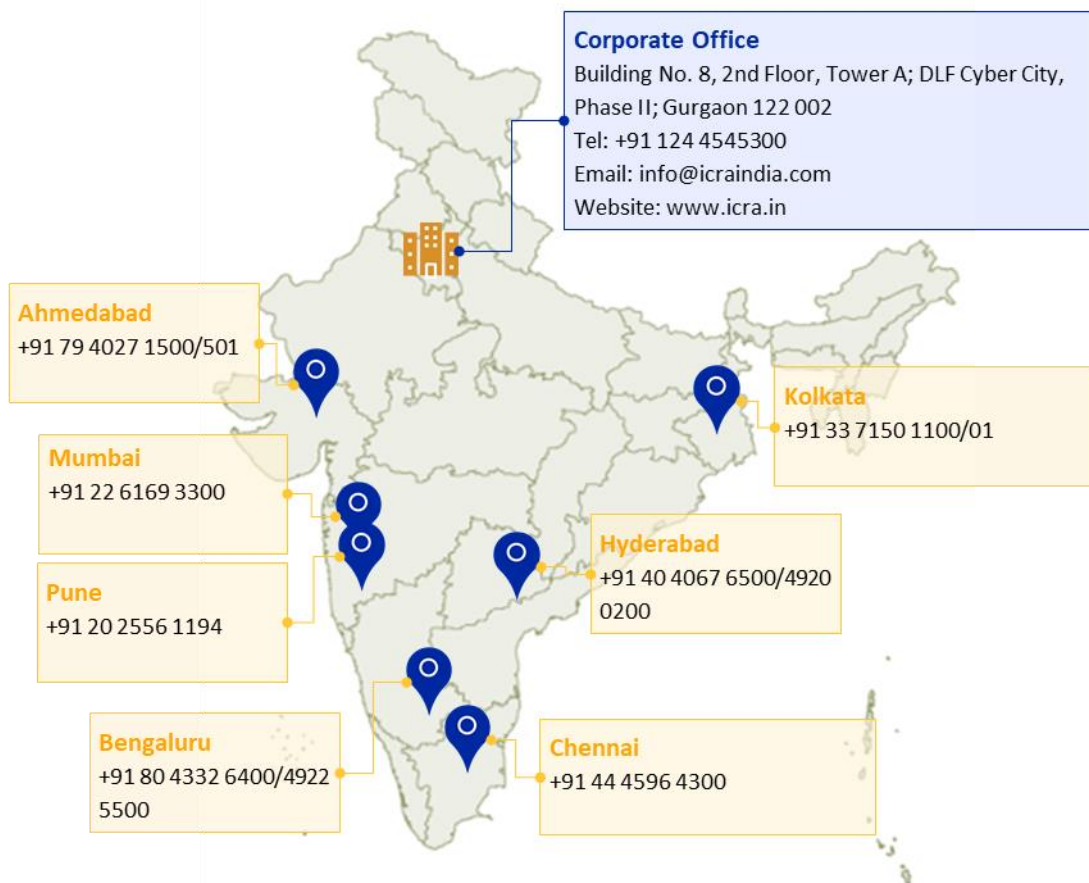 Corporate Office
Building No. 8, 2nd Floor, Tower A; DLF Cyber City,
Phase II; Gurgaon 122 002
Tel: +91 124 4545300
Email: info@icraindia.com
Website: www.icra.in
Ahmedabad
+91 79 4027 1500/501
Kolkata
+91 33 7150 1100/01
Mumbai
+91 22 6169 3300
Hyderabad
+91 40 4067 6500/4920
0200
Pune
+91 20 2556 1194
Bengaluru
+91 80 4332 6400/4922
5500
Chennai
+91 44 4596 4300